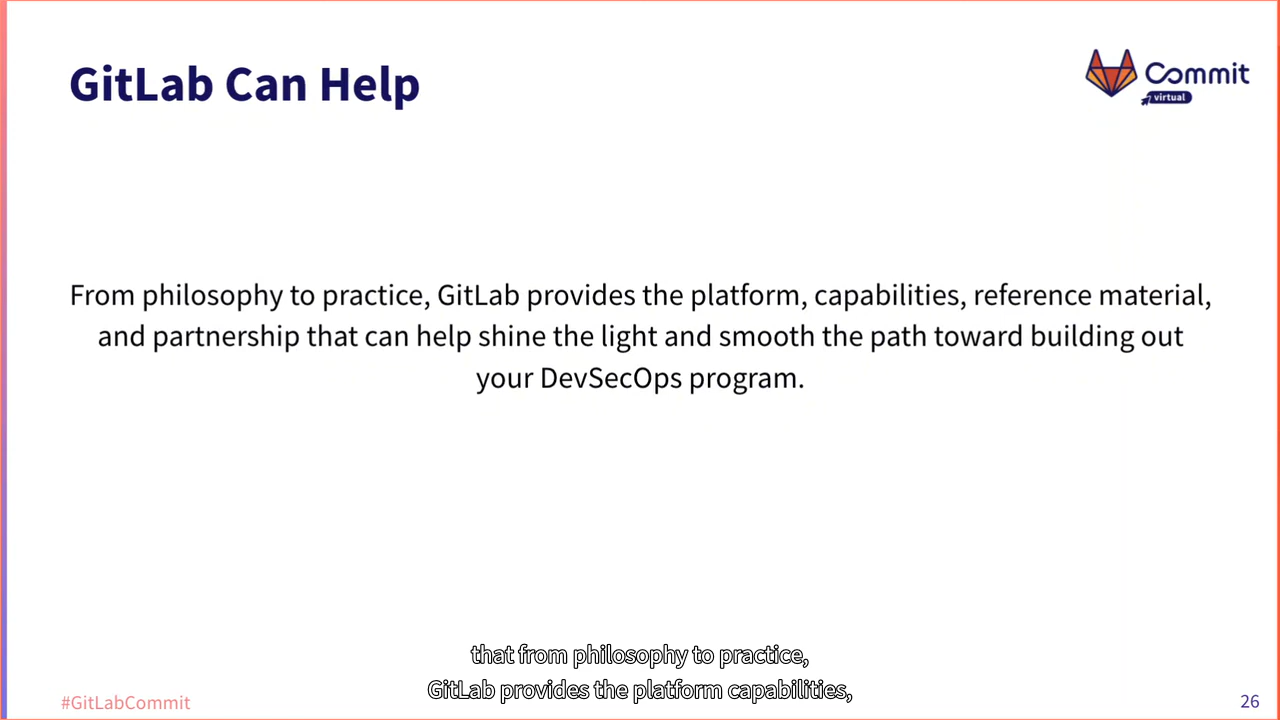 GitLab Can Help
Commit
virtual
From philosophy to practice, GitLab provides the platform, capabilities, reference material,
and partnership that can help shine the light and smooth the path toward building out
your DevSecOps program.
that from philosophy to practice,
GitLab provides the platform capabilities,
#GitLabCommit
26